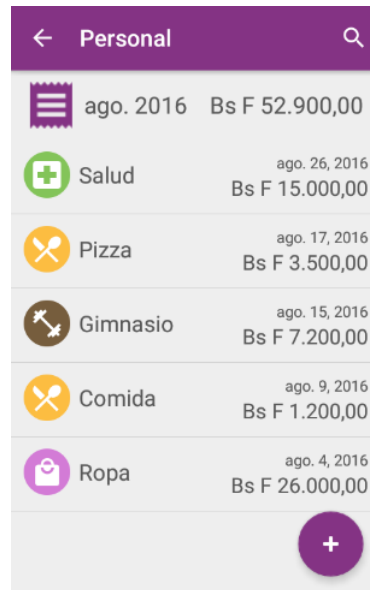 Personal
ago. 2016 Bs F 52.900,00
ago. 26, 2016
Salud
Bs F 15.000,00
ago. 17, 2016
Pizza
Bs F 3.500,00
ago. 15, 2016
Gimnasio
Bs F 7.200,00
ago. 9, 2016
Comida
Bs F 1.200,00
ago. 4, 2016
Ropa
Bs F 26.000,00